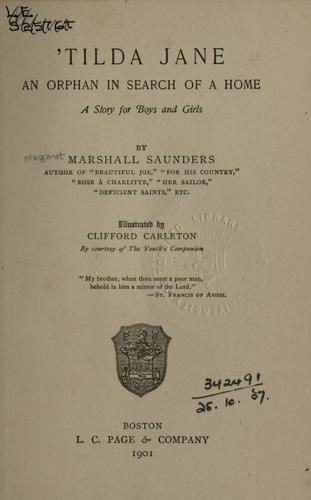 'TILDA JANE
AN ORPHAN IN SEARCH OF A HOME
A Story for Boys and Girls
BY
Margaret
MARSHALL SAUNDERS
AUTHOR OF "BEAUTIFUL JOE," "FOR HIS COUNTRY,"
"ROSE À CHARLITTE," "HER SAILOR,"
"DEFICIENT SAINTS," ETC.
Illustrated by
CLIFFORD CARLETON
By courtesy of The Youth's Companion
"My brother, when thou seest a poor man,
behold in him a mirror of the Lord."
—ST. FRANCIS OF ASSISI.
LIBRARY
342491
25. 10. 37.
BOSTON
L. C. PAGE & COMPANY
1901